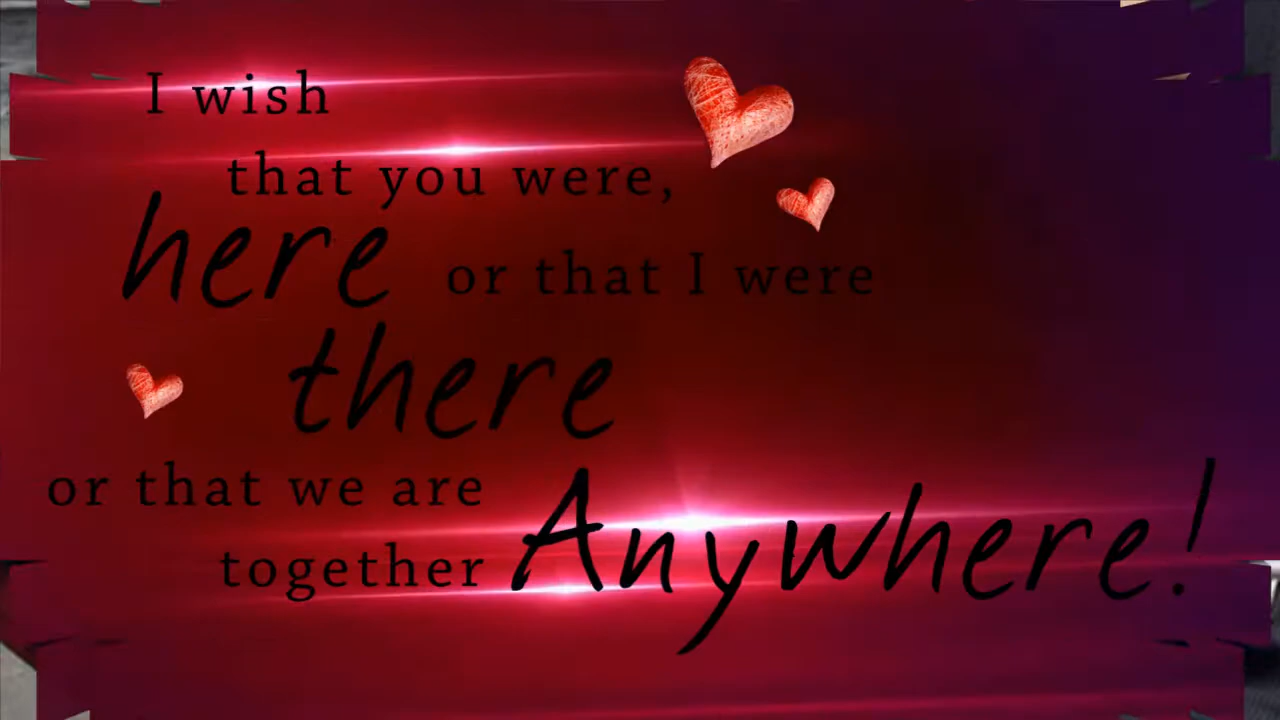 I wish
that you were,
here or that I were
there
or that we are
together Anywhere!